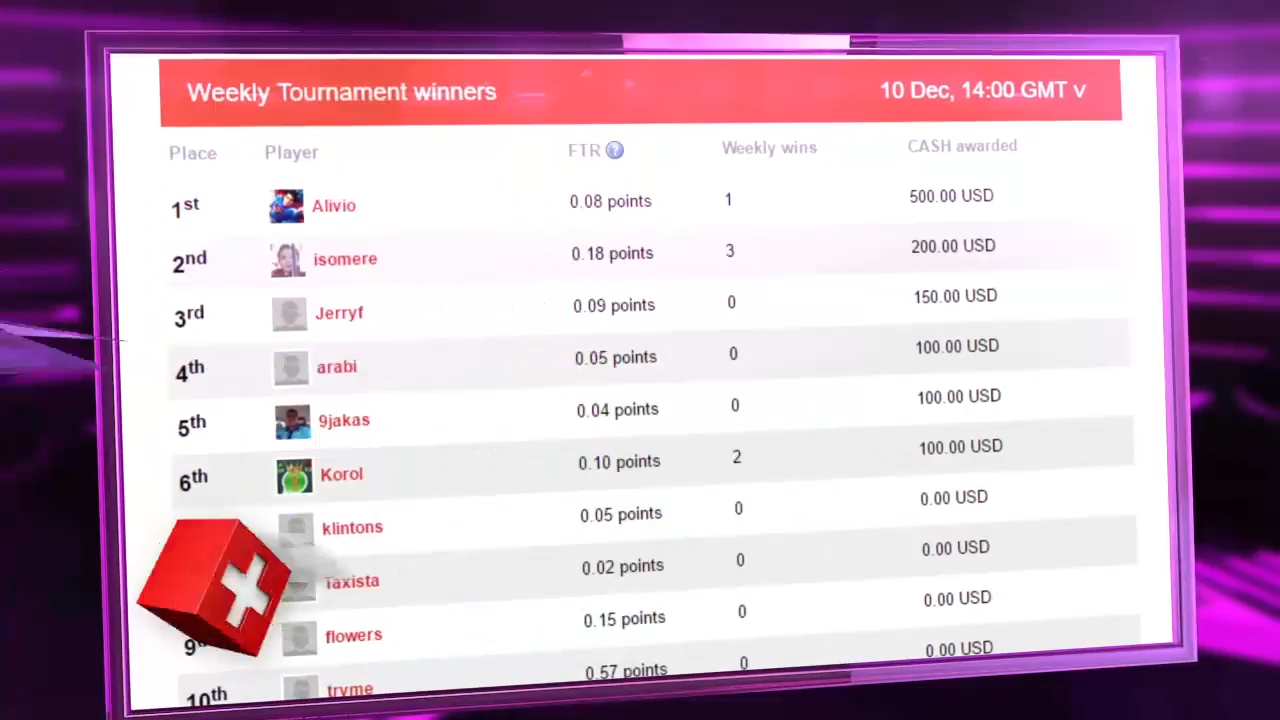 Weekly Tournament winners 10 Dec, 14:00 GMT v
Place Player FTR ? Weekly wins CASH awarded
1st Alivio 0.08 points 1 500.00 USD
2nd isomere 0.18 points 3 200.00 USD
3rd Jerryf 0.09 points 0 150.00 USD
4th arabi 0.05 points 0 100.00 USD
5th 9jakas 0.04 points 0 100.00 USD
6th Korol 0.10 points 2 100.00 USD
klintons 0.05 points 0 0.00 USD
Taxista 0.02 points 0 0.00 USD
9th flowers 0.15 points 0 0.00 USD
10th tryme 0.57 points 0 0.00 USD